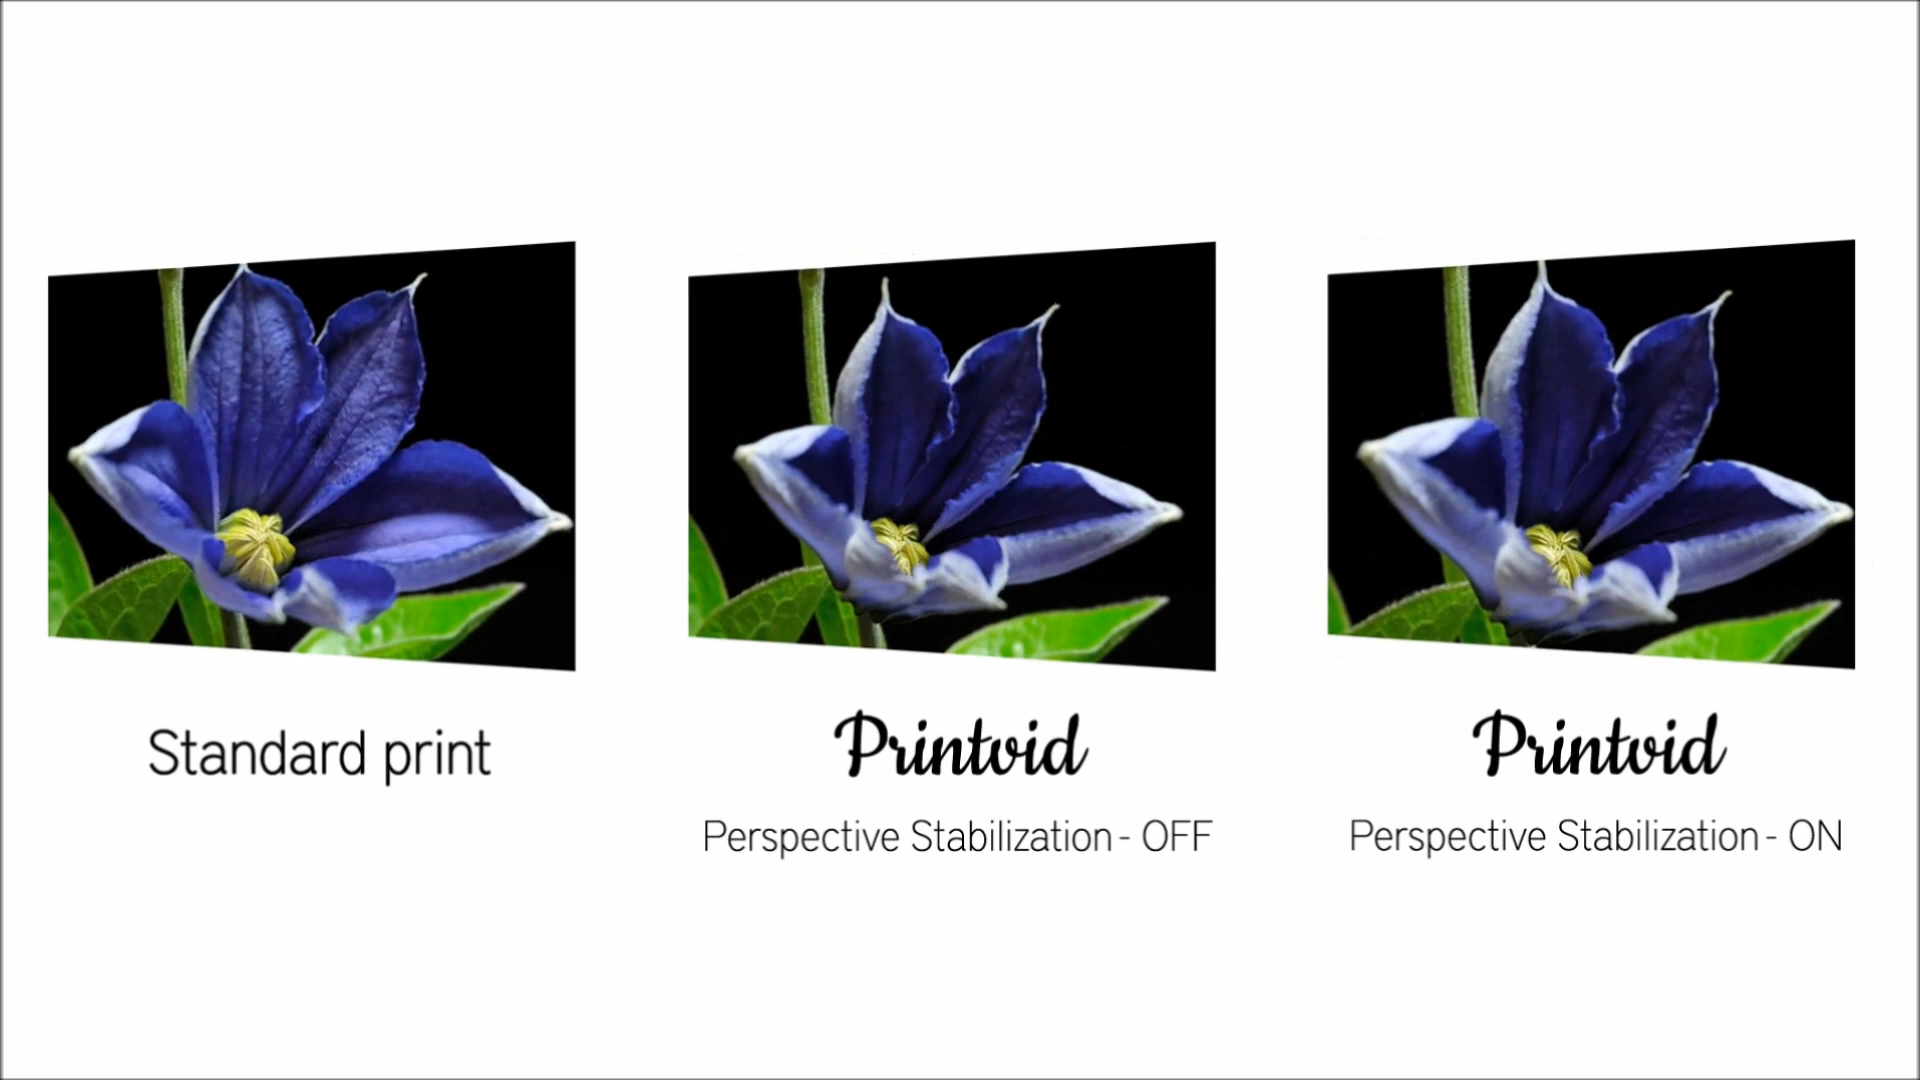 Standard print
Printvid
Perspective Stabilization - OFF
Printvid
Perspective Stabilization - ON